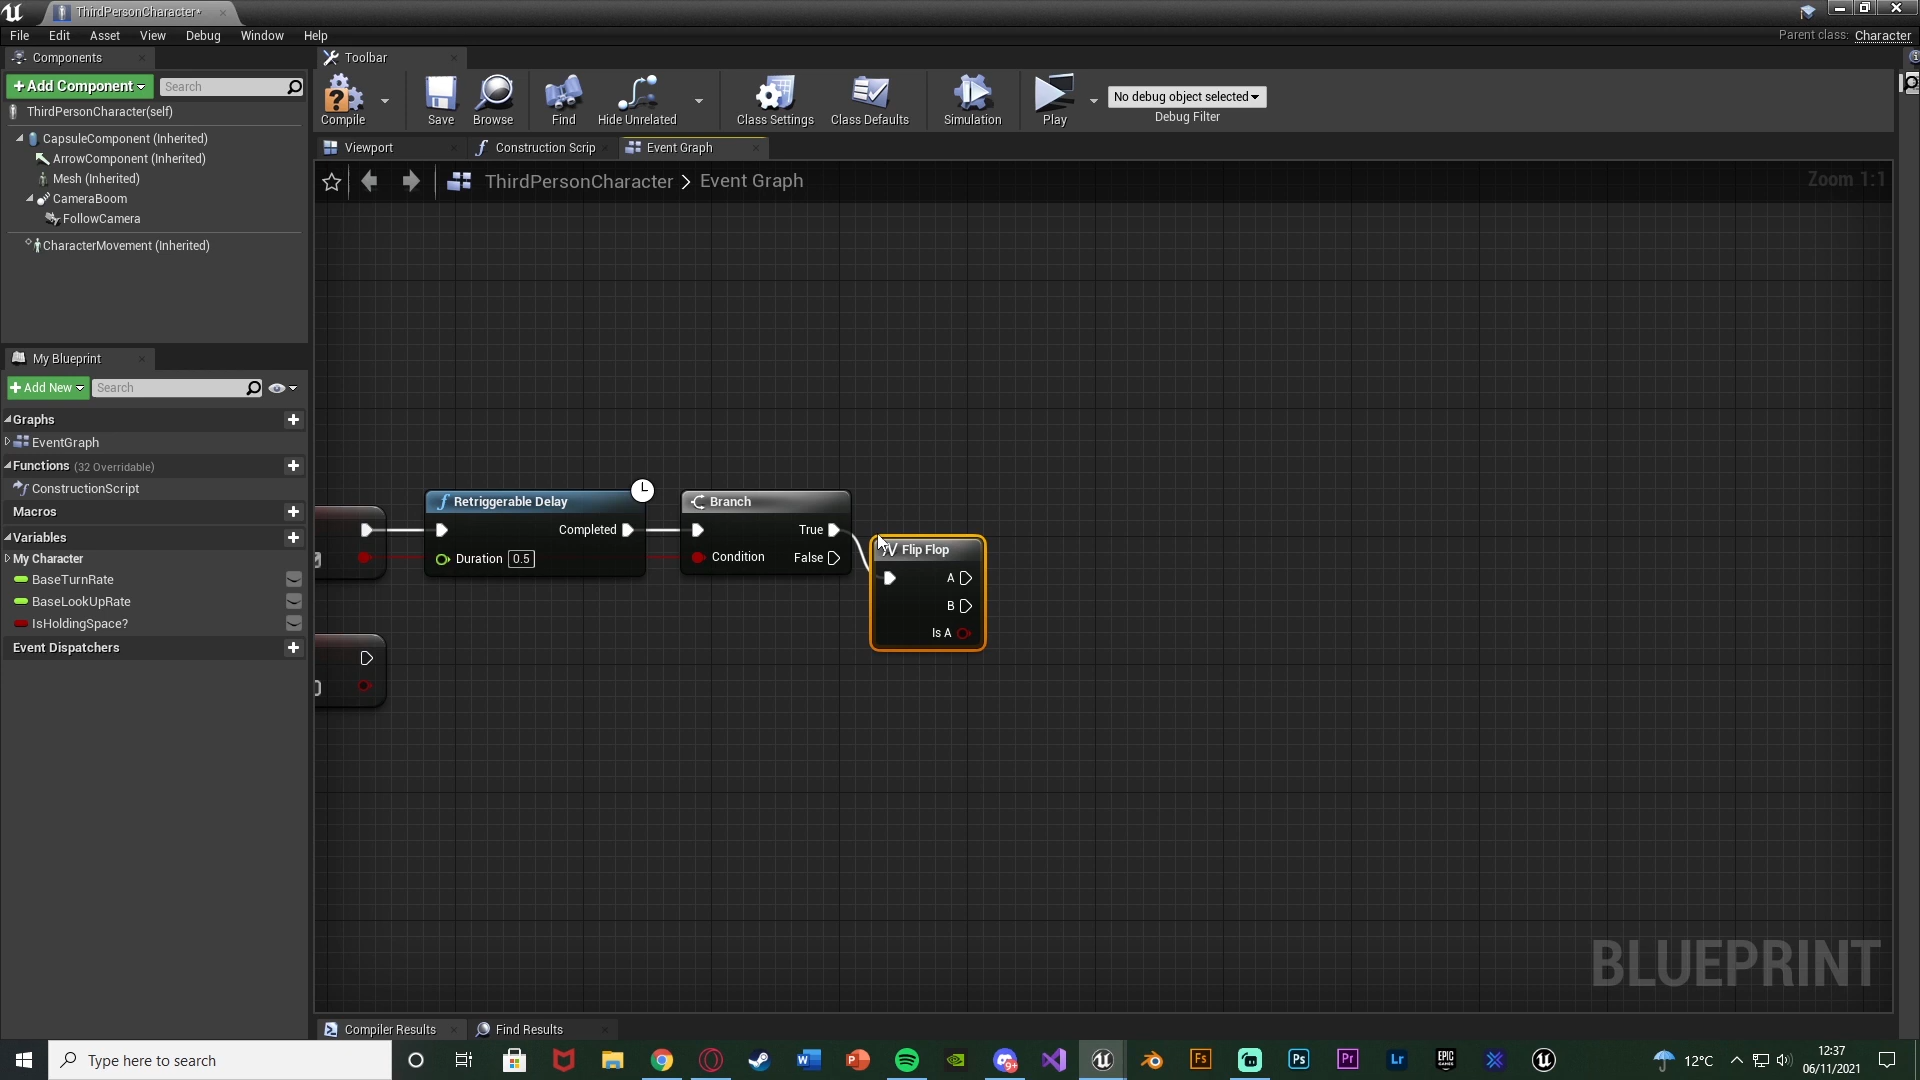 ThirdPersonCharacter*
File Edit Asset View Debug Window Help
Parent class: Character
Components
Toolbar
+Add Component
Search
ThirdPersonCharacter(self)
CapsuleComponent (Inherited)
ArrowComponent (Inherited)
Mesh (Inherited)
CameraBoom
FollowCamera
CharacterMovement (Inherited)
Compile
Save
Browse
Find
Hide Unrelated
Class Settings
Class Defaults
Simulation
Play
No debug object selected
Debug Filter
Viewport
Construction Scrip
Event Graph
ThirdPersonCharacter > Event Graph
Zoom 1:1
My Blueprint
+Add New
Search
Graphs
EventGraph
Functions (32 Overridable)
ConstructionScript
Macros
Variables
My Character
BaseTurnRate
BaseLookUpRate
IsHoldingSpace?
Event Dispatchers
Retriggerable Delay
Completed
Duration 0.5
Branch
True
Condition
False
Flip Flop
A
B
Is A
BLUEPRINT
Compiler Results
Find Results
Type here to search
12°C
12:37
06/11/2021